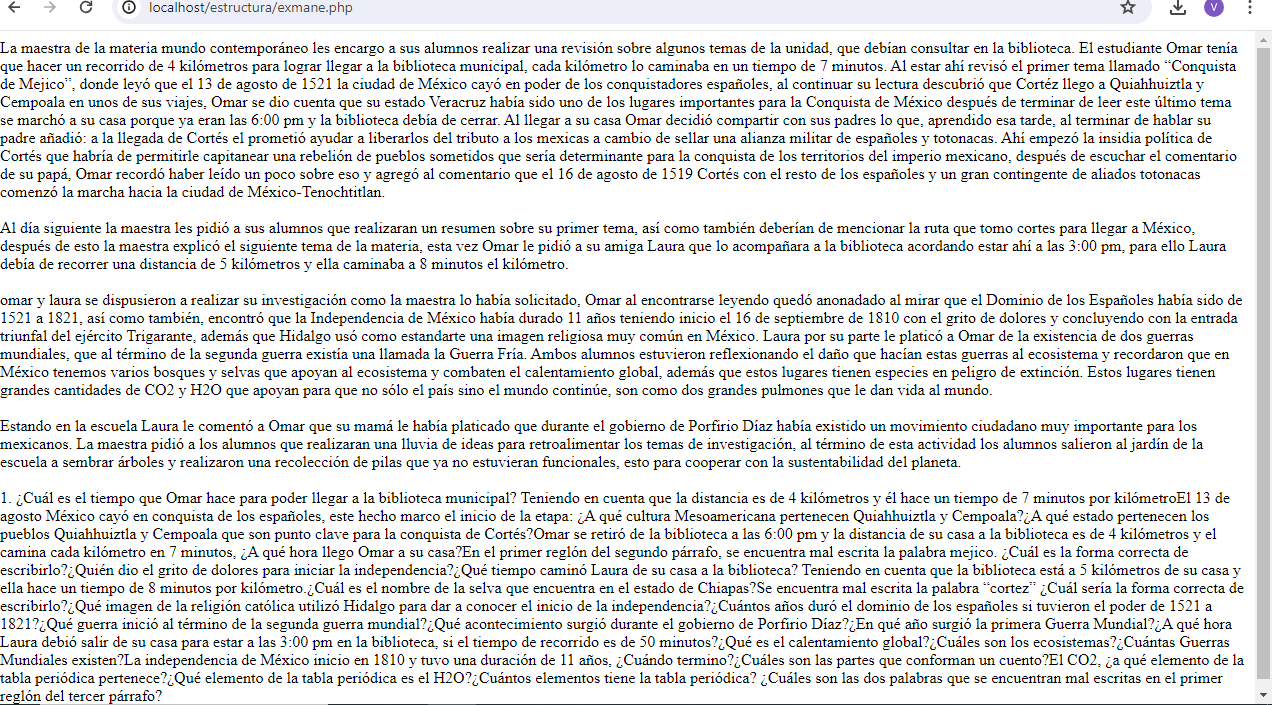 localhost/estructura/exmane.php
V
La maestra de la materia mundo contemporáneo les encargo a sus alumnos realizar una revisión sobre algunos temas de la unidad, que debían consultar en la biblioteca. El estudiante Omar tenía
que hacer un recorrido de 4 kilómetros para lograr llegar a la biblioteca municipal, cada kilómetro lo caminaba en un tiempo de 7 minutos. Al estar ahí revisó el primer tema llamado “Conquista
de Mejico”, donde leyó que el 13 de agosto de 1521 la ciudad de México cayó en poder de los conquistadores españoles, al continuar su lectura descubrió que Cortéz llego a Quiahhuiztla y
Cempoala en unos de sus viajes, Omar se dio cuenta que su estado Veracruz había sido uno de los lugares importantes para la Conquista de México después de terminar de leer este último tema
se marchó a su casa porque ya eran las 6:00 pm y la biblioteca debía de cerrar. Al llegar a su casa Omar decidió compartir con sus padres lo que, aprendido esa tarde, al terminar de hablar su
padre añadió: a la llegada de Cortés el prometió ayudar a liberarlos del tributo a los mexicas a cambio de sellar una alianza militar de españoles y totonacas. Ahí empezó la insidia política de
Cortés que habría de permitirle capitanear una rebelión de pueblos sometidos que sería determinante para la conquista de los territorios del imperio mexicano, después de escuchar el comentario
de su papá, Omar recordó haber leído un poco sobre eso y agregó al comentario que el 16 de agosto de 1519 Cortés con el resto de los españoles y un gran contingente de aliados totonacas
comenzó la marcha hacia la ciudad de México-Tenochtitlan.
Al día siguiente la maestra les pidió a sus alumnos que realizaran un resumen sobre su primer tema, así como también deberían de mencionar la ruta que tomo cortes para llegar a México,
después de esto la maestra explicó el siguiente tema de la materia, esta vez Omar le pidió a su amiga Laura que lo acompañara a la biblioteca acordando estar ahí a las 3:00 pm, para ello Laura
debía de recorrer una distancia de 5 kilómetros y ella caminaba a 8 minutos el kilómetro.
omar y laura se dispusieron a realizar su investigación como la maestra lo había solicitado, Omar al encontrarse leyendo quedó anonadado al mirar que el Dominio de los Españoles había sido de
1521 a 1821, así como también, encontró que la Independencia de México había durado 11 años teniendo inicio el 16 de septiembre de 1810 con el grito de dolores y concluyendo con la entrada
triunfal del ejército Trigarante, además que Hidalgo usó como estandarte una imagen religiosa muy común en México. Laura por su parte le platicó a Omar de la existencia de dos guerras
mundiales, que al término de la segunda guerra existía una llamada la Guerra Fría. Ambos alumnos estuvieron reflexionando el daño que hacían estas guerras al ecosistema y recordaron que en
México tenemos varios bosques y selvas que apoyan al ecosistema y combaten el calentamiento global, además que estos lugares tienen especies en peligro de extinción. Estos lugares tienen
grandes cantidades de CO2 y H2O que apoyan para que no sólo el país sino el mundo continúe, son como dos grandes pulmones que le dan vida al mundo.
Estando en la escuela Laura le comentó a Omar que su mamá le había platicado que durante el gobierno de Porfirio Díaz había existido un movimiento ciudadano muy importante para los
mexicanos. La maestra pidió a los alumnos que realizaran una lluvia de ideas para retroalimentar los temas de investigación, al término de esta actividad los alumnos salieron al jardín de la
escuela a sembrar árboles y realizaron una recolección de pilas que ya no estuvieran funcionales, esto para cooperar con la sustentabilidad del planeta.
1. ¿Cuál es el tiempo que Omar hace para poder llegar a la biblioteca municipal? Teniendo en cuenta que la distancia es de 4 kilómetros y él hace un tiempo de 7 minutos por kilómetroEl 13 de
agosto México cayó en conquista de los españoles, este hecho marco el inicio de la etapa: ¿A qué cultura Mesoamericana pertenecen Quiahhuiztla y Cempoala?¿A qué estado pertenecen los
pueblos Quiahhuiztla y Cempoala que son punto clave para la conquista de Cortés?Omar se retiró de la biblioteca a las 6:00 pm y la distancia de su casa a la biblioteca es de 4 kilómetros y el
camina cada kilómetro en 7 minutos, ¿A qué hora llego Omar a su casa?En el primer reglón del segundo párrafo, se encuentra mal escrita la palabra mejico. ¿Cuál es la forma correcta de
escribirlo?¿Quién dio el grito de dolores para iniciar la independencia?¿Qué tiempo caminó Laura de su casa a la biblioteca? Teniendo en cuenta que la biblioteca está a 5 kilómetros de su casa y
ella hace un tiempo de 8 minutos por kilómetro.¿Cuál es el nombre de la selva que encuentra en el estado de Chiapas?Se encuentra mal escrita la palabra “cortez” ¿Cuál sería la forma correcta de
escribirlo?¿Qué imagen de la religión católica utilizó Hidalgo para dar a conocer el inicio de la independencia?¿Cuántos años duró el dominio de los españoles si tuvieron el poder de 1521 a
1821?¿Qué guerra inició al término de la segunda guerra mundial?¿Qué acontecimiento surgió durante el gobierno de Porfirio Díaz?¿En qué año surgió la primera Guerra Mundial?¿A qué hora
Laura debió salir de su casa para estar a las 3:00 pm en la biblioteca, si el tiempo de recorrido es de 50 minutos?¿Qué es el calentamiento global?¿Cuáles son los ecosistemas?¿Cuántas Guerras
Mundiales existen?La independencia de México inicio en 1810 y tuvo una duración de 11 años, ¿Cuándo termino?¿Cuáles son las partes que conforman un cuento?El CO2, ¿a qué elemento de la
tabla periódica pertenece?¿Qué elemento de la tabla periódica es el H2O?¿Cuántos elementos tiene la tabla periódica? ¿Cuáles son las dos palabras que se encuentran mal escritas en el primer
reglón del tercer párrafo?